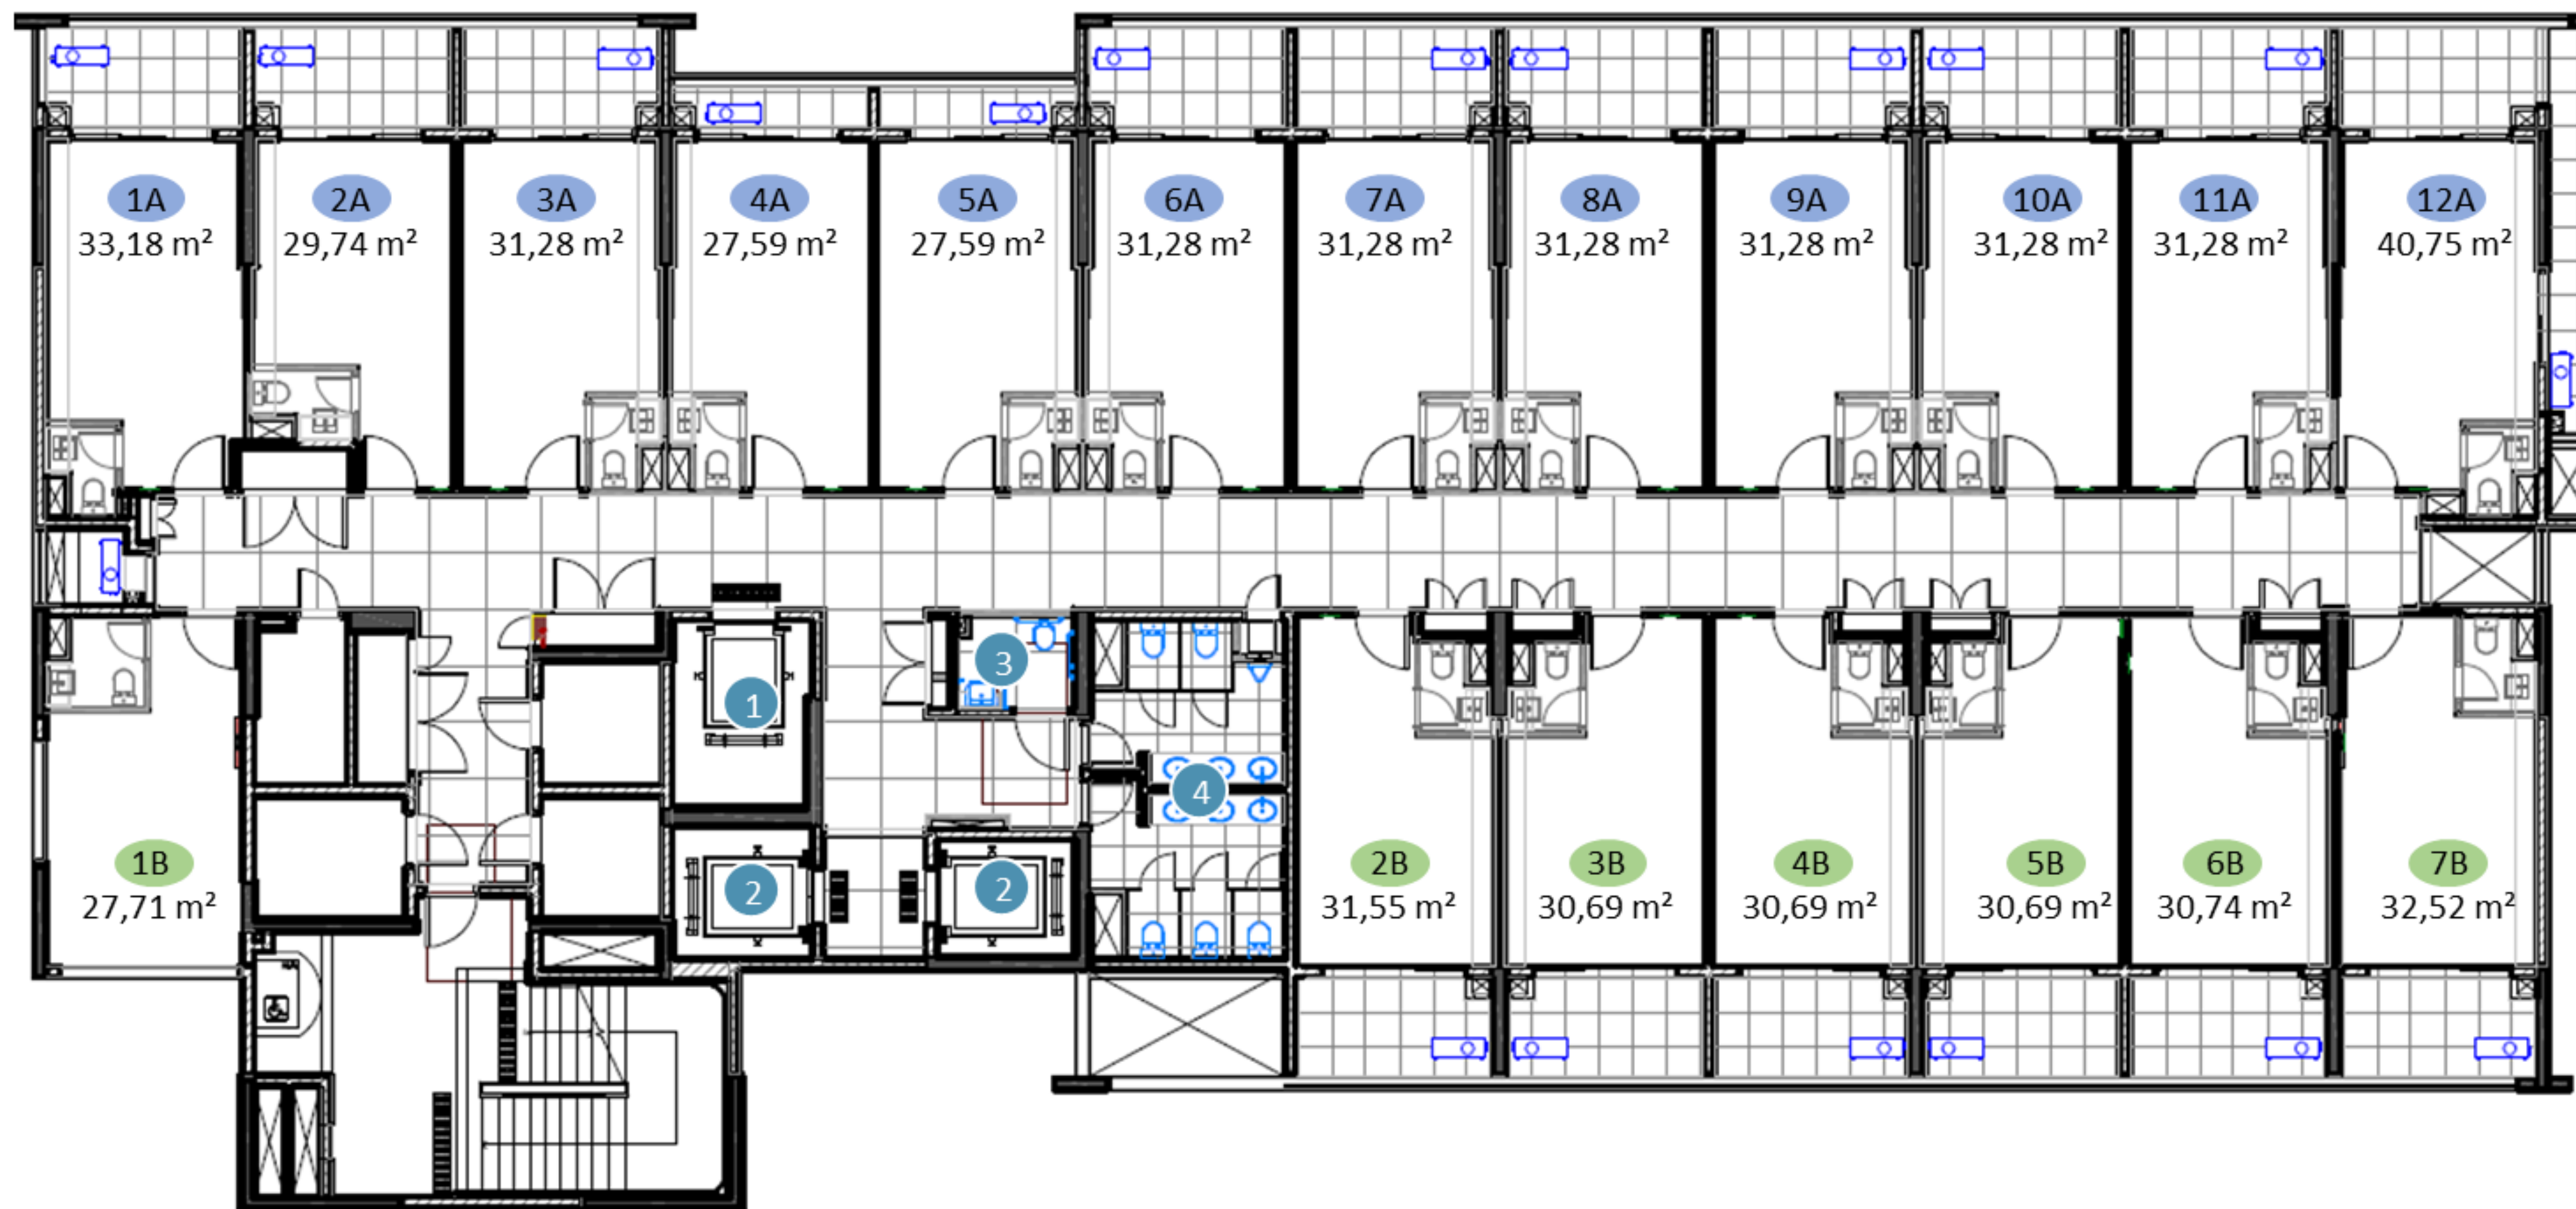 1A
33,18 m²
2A
29,74 m²
3A
31,28 m²
4A
27,59 m²
5A
27,59 m²
6A
31,28 m²
7A
31,28 m²
8A
31,28 m²
9A
31,28 m²
10A
31,28 m²
11A
31,28 m²
12A
40,75 m²
1
2
2
3
4
1B
27,71 m²
2B
31,55 m²
3B
30,69 m²
4B
30,69 m²
5B
30,69 m²
6B
30,74 m²
7B
32,52 m²